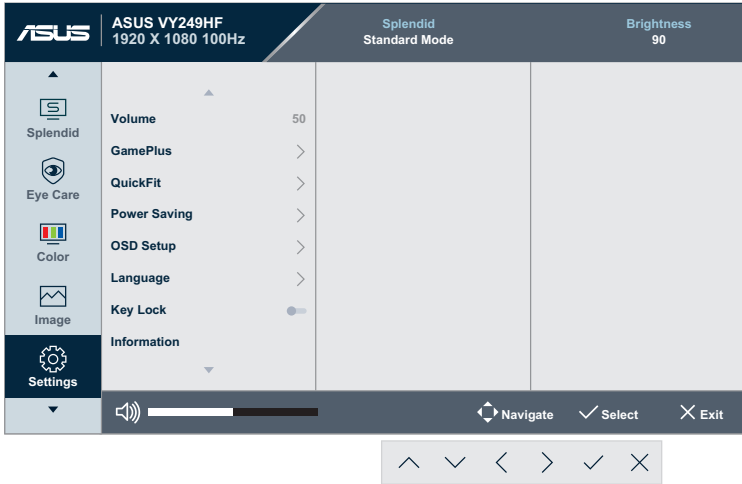 ASUS
ASUS VY249HF
1920 X 1080 100Hz
Splendid
Standard Mode
Brightness
90
Splendid
Eye Care
Color
Image
Settings
Volume 50
GamePlus
QuickFit
Power Saving
OSD Setup
Language
Key Lock
Information
Navigate Select Exit